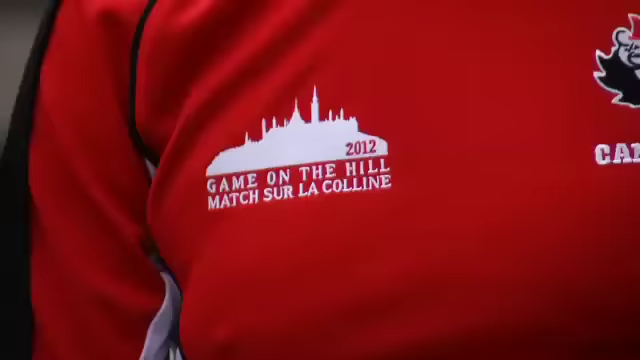 2012
GAME ON THE HILL
MATCH SUR LA COLLINE